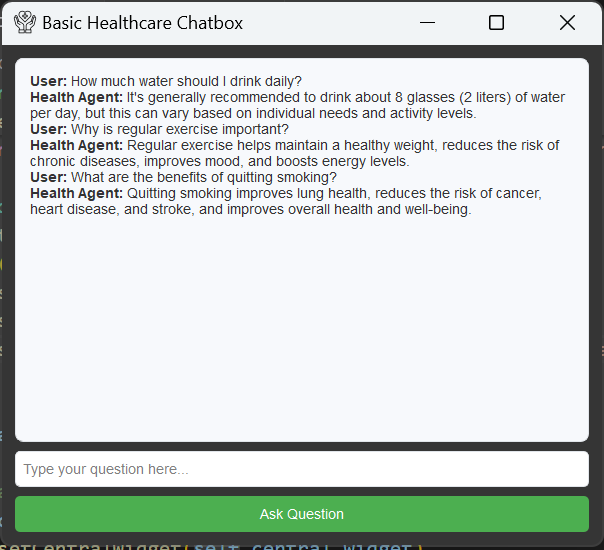 Basic Healthcare Chatbox
User: How much water should I drink daily?
Health Agent: It's generally recommended to drink about 8 glasses (2 liters) of water
per day, but this can vary based on individual needs and activity levels.
User: Why is regular exercise important?
Health Agent: Regular exercise helps maintain a healthy weight, reduces the risk of
chronic diseases, improves mood, and boosts energy levels.
User: What are the benefits of quitting smoking?
Health Agent: Quitting smoking improves lung health, reduces the risk of cancer,
heart disease, and stroke, and improves overall health and well-being.
Type your question here...
Ask Question
setCentralWidget(self.central_widget)